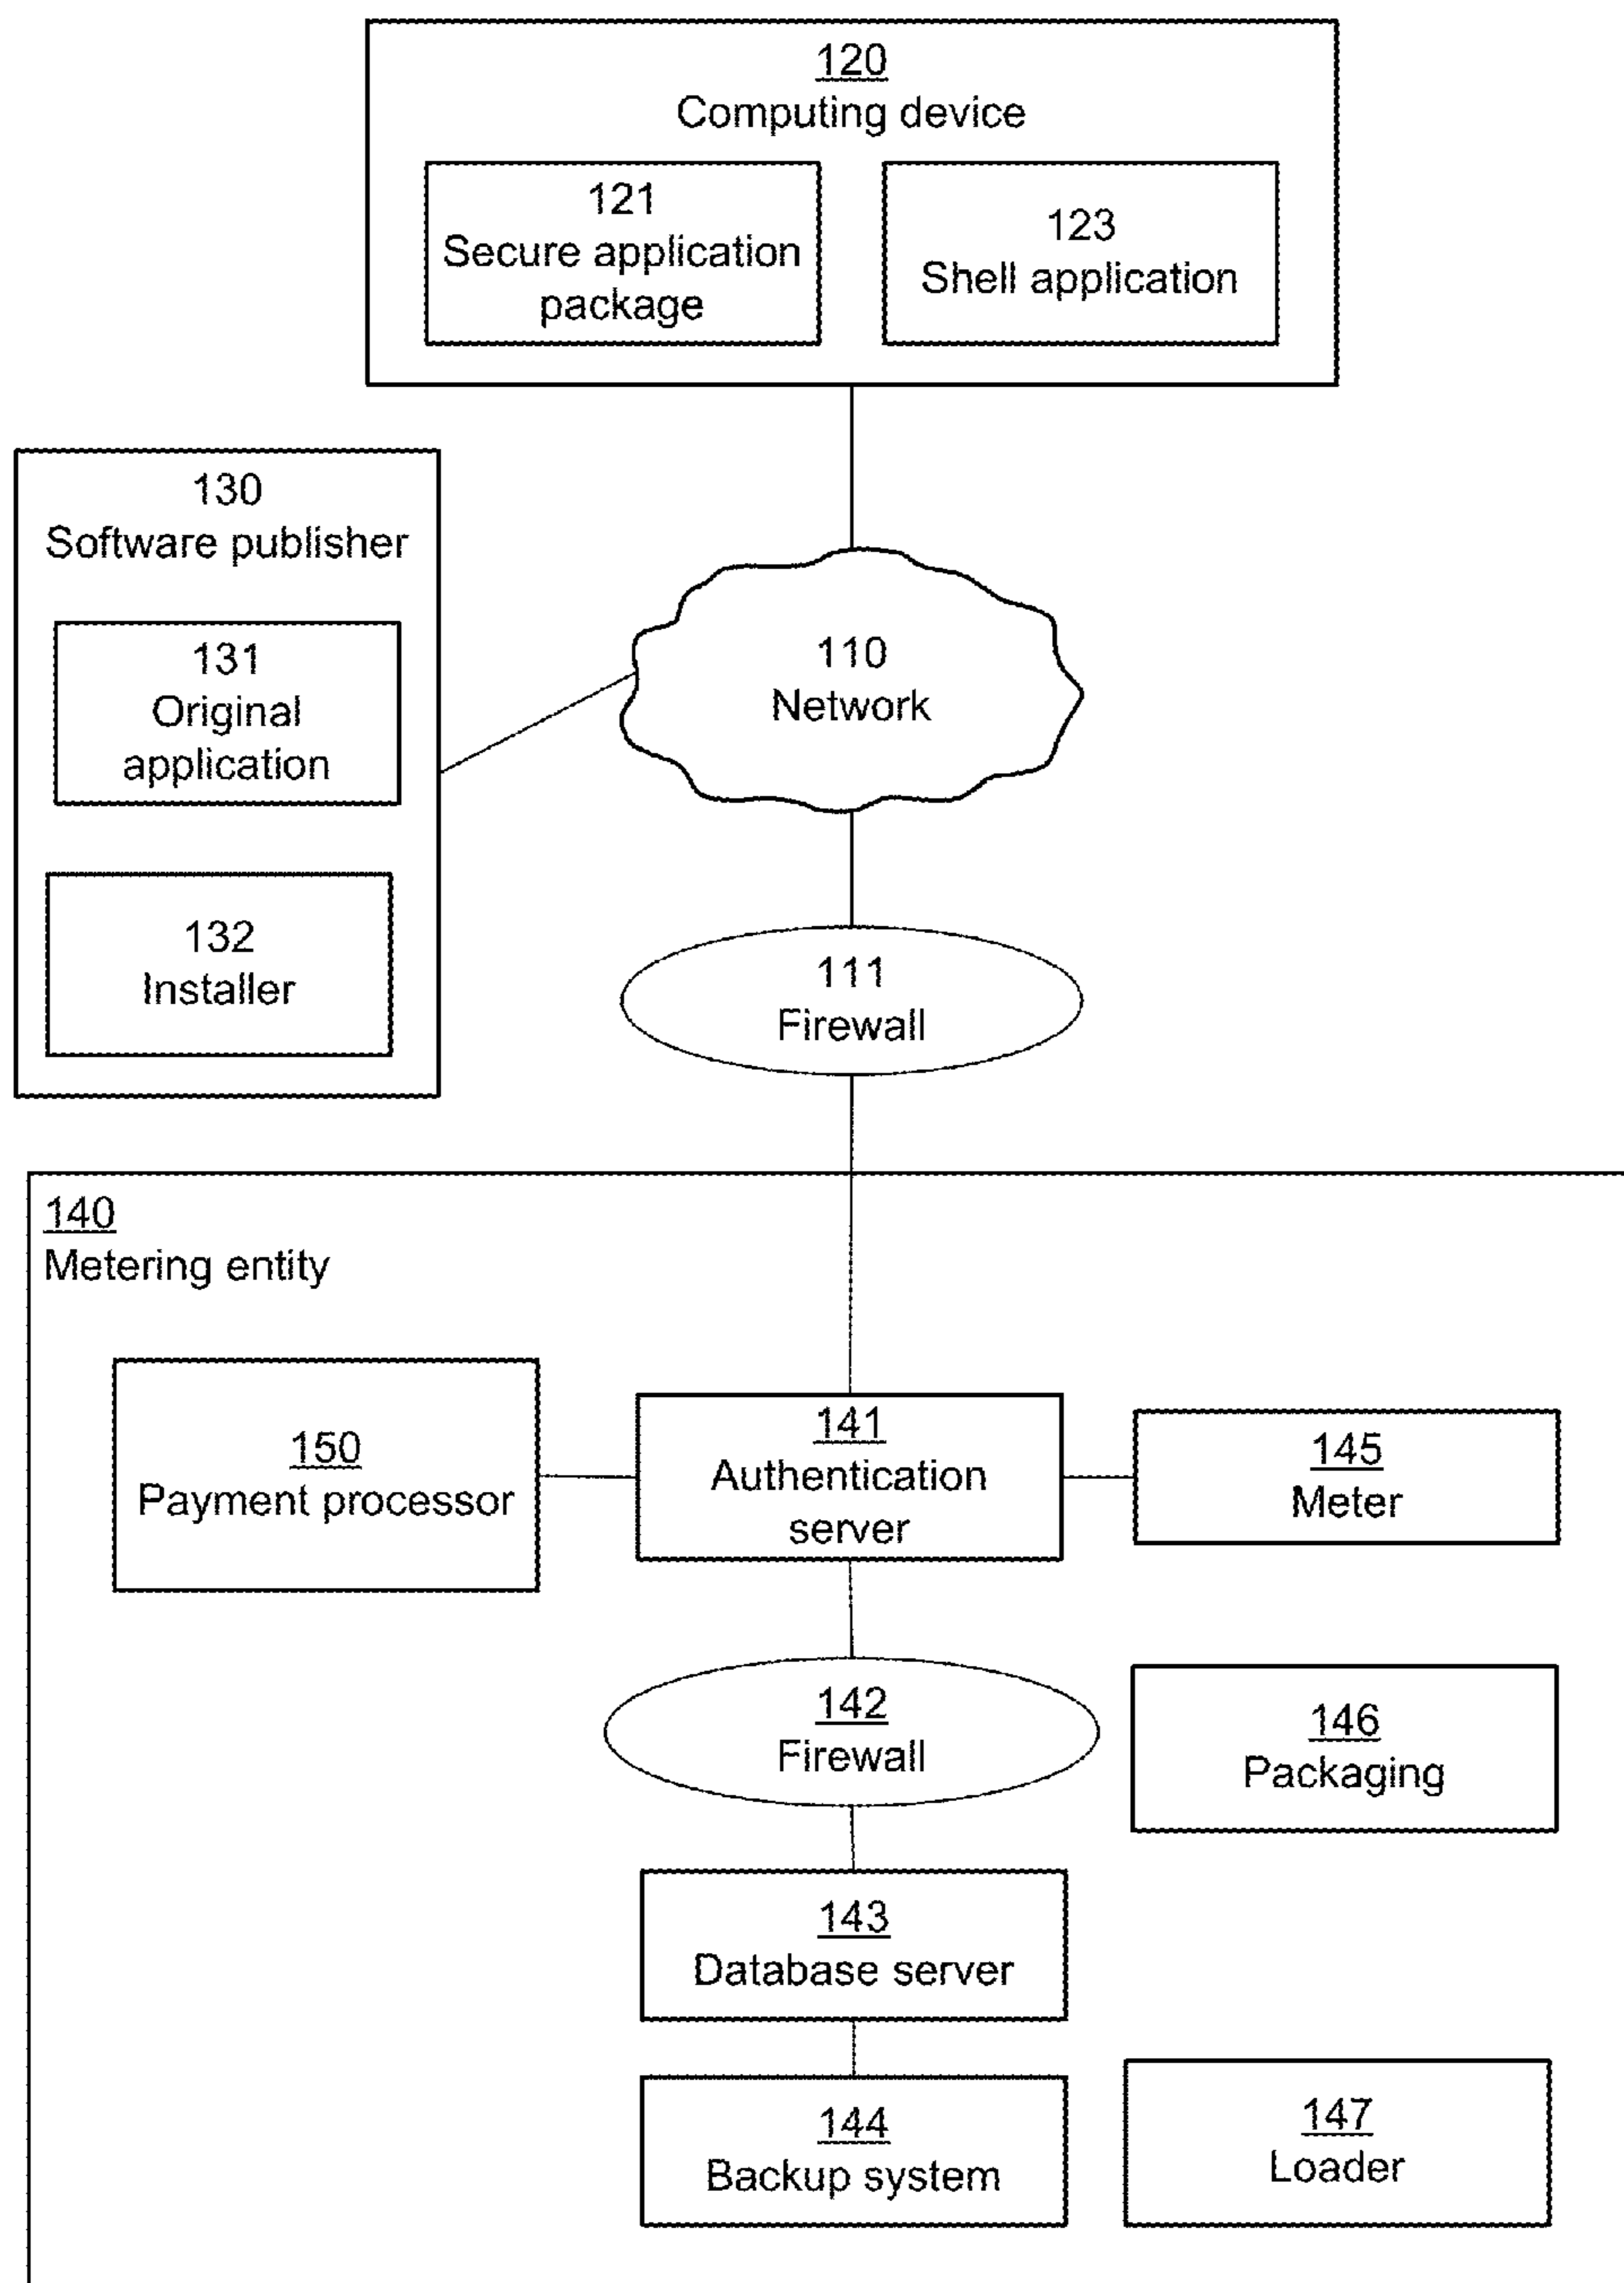 120
Computing device
121
Secure application
package
123
Shell application
130
Software publisher
131
Original
application
132
Installer
110
Network
111
Firewall
140
Metering entity
150
Payment processor
141
Authentication
server
145
Meter
142
Firewall
146
Packaging
143
Database server
144
Backup system
147
Loader